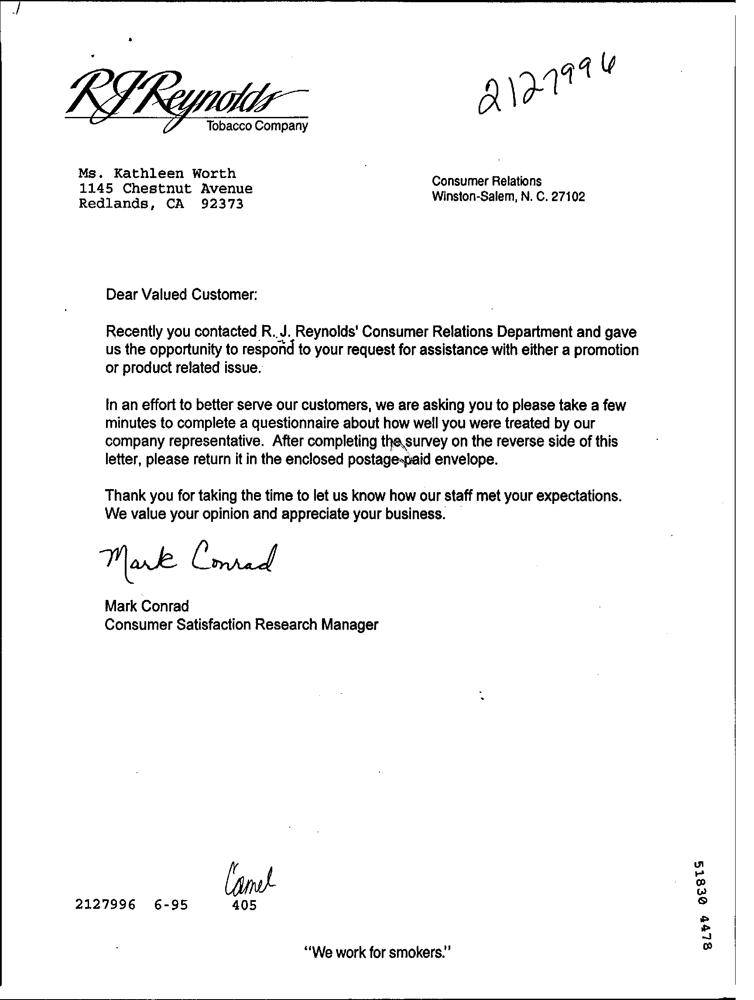 RJReynolds
Tobacco Company
2127996
Ms. Kathleen Worth
1145 Chestnut Avenue
Redlands, CA 92373
Consumer Relations
Winston-Salem, N. C. 27102
Dear Valued Customer:
Recently you contacted R. J. Reynolds' Consumer Relations Department and gave
us the opportunity to respond to your request for assistance with either a promotion
or product related issue.
In an effort to better serve our customers, we are asking you to please take a few
minutes to complete a questionnaire about how well you were treated by our
company representative. After completing the survey on the reverse side of this
letter, please return it in the enclosed postage-paid envelope.
Thank you for taking the time to let us know how our staff met your expectations.
We value your opinion and appreciate your business.
Mark Conrad
Mark Conrad
Consumer Satisfaction Research Manager
Camel
2127996 6-95 405
"We work for smokers."
51830 4478